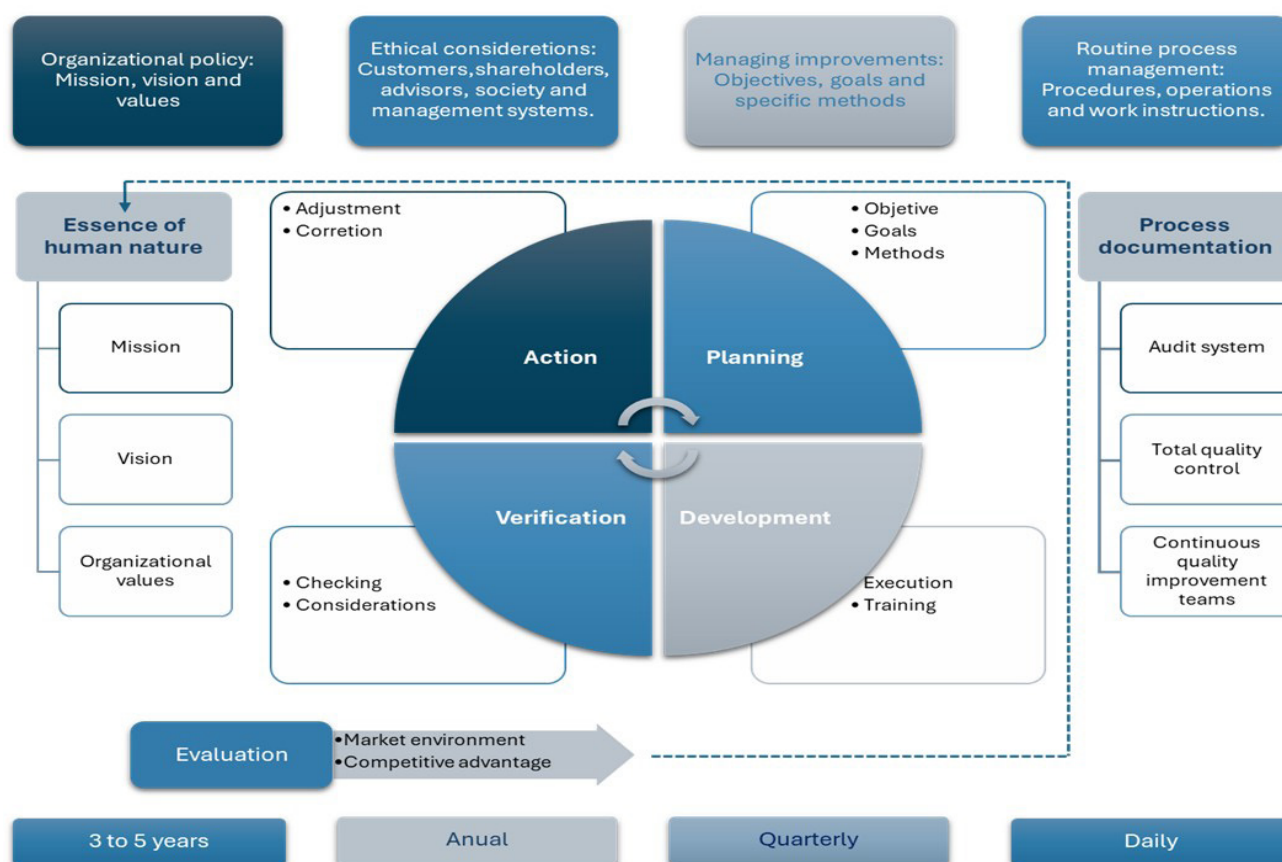 Organizational policy:
Mission, vision and
values
Ethical consideretions:
Customers, shareholders,
advisors, society and
management systems.
Managing improvements:
Objectives, goals and
specific methods
Routine process
management:
Procedures, operations
and work instructions.
Essence of
human nature
Mission
Vision
Organizational
values
• Adjustment
• Corretion
• Objetive
• Goals
• Methods
Action
Planning
Verification
Development
• Checking
• Considerations
Execution
• Training
Process
documentation
Audit system
Total quality
control
Continuous
quality
improvement
teams
Evaluation
•Market environment
•Competitive advantage
3 to 5 years
Anual
Quarterly
Daily